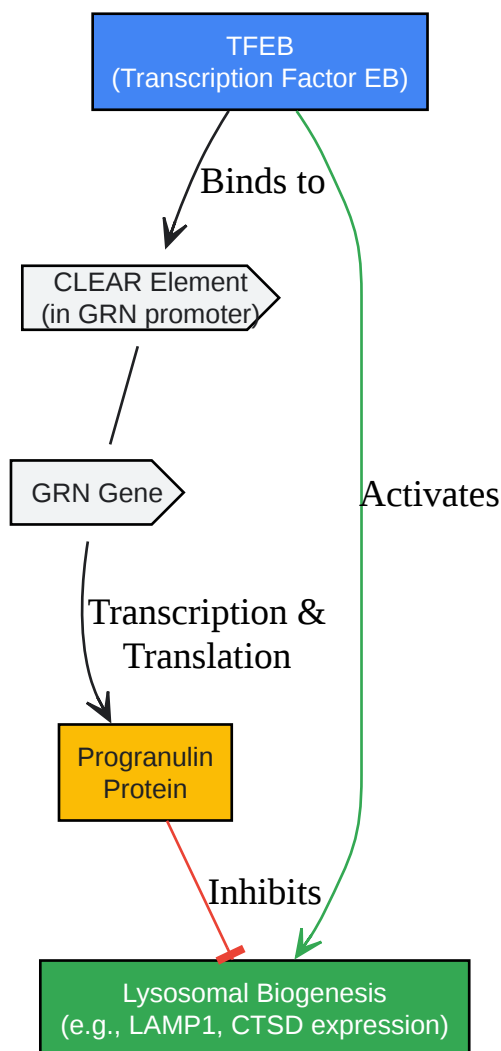 TFEB
(Transcription Factor EB)
Binds to
CLEAR Element
(in GRN promoter)
GRN Gene
Activates
Transcription &
Translation
Progranulin
Protein
Inhibits
Lysosomal Biogenesis
(e.g., LAMP1, CTSD expression)